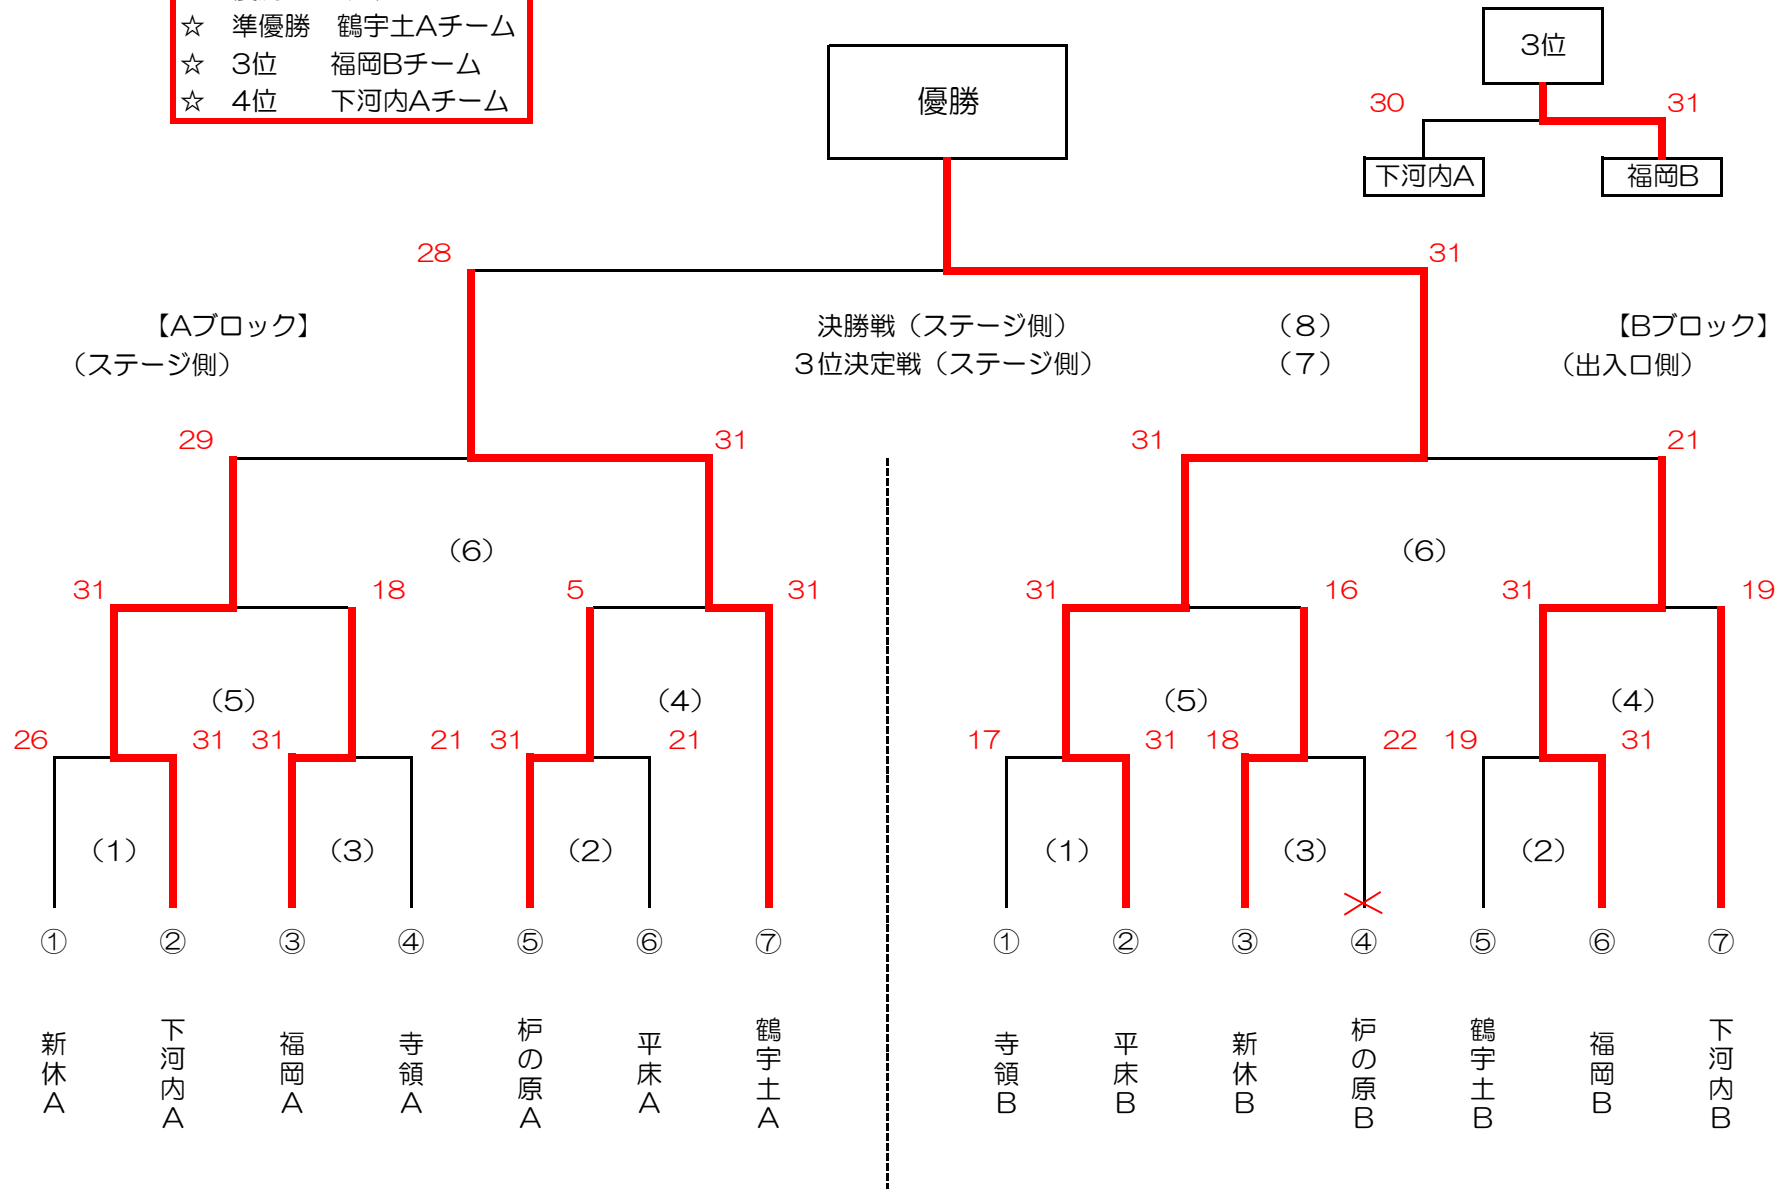 ☆ 準優勝 鶴宇土Aチーム
☆ 3位 福岡Bチーム
☆ 4位 下河内Aチーム
優勝
3位
30 31
下河内A 福岡B
28 31
【Aブロック】 決勝戦（ステージ側） （8） 【Bブロック】
（ステージ側） 3位決定戦（ステージ側） （7） （出入口側）
29 31 31 21
（6） （6）
31 18 5 31 31 16 31 19
（5） （4） （5） （4）
26 31 31 21 31 21 17 31 18 22 19 31
（1） （3） （2） （1） （3） （2）
① ② ③ ④ ⑤ ⑥ ⑦ ① ② ③ ④ ⑤ ⑥ ⑦
新休A
下河内A
福岡A
寺領A
枦の原A
平床A
鶴宇土A
寺領B
平床B
新休B
枦の原B
鶴宇土B
福岡B
下河内B